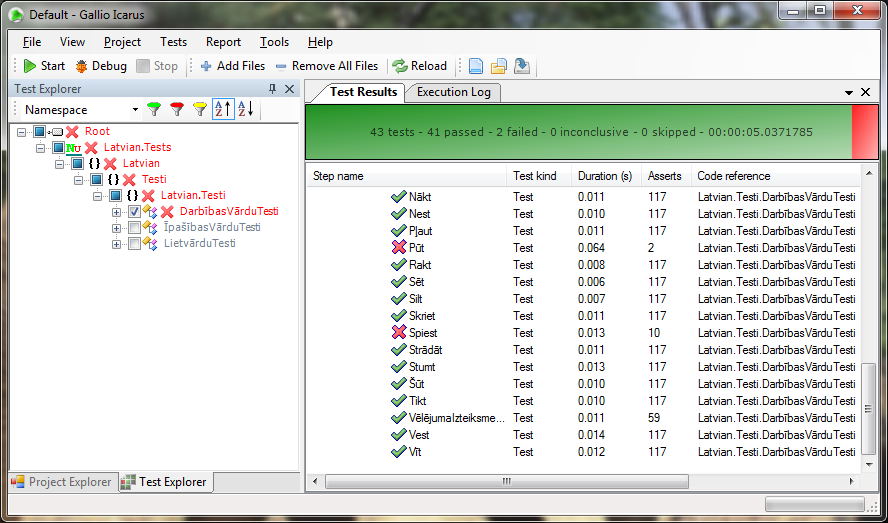 Default - Gallio Icarus
File View Project Tests Report Tools Help
Start Debug Stop Add Files Remove All Files Reload
Test Explorer
Namespace
Root
Latvian.Tests
{} Latvian
{} Testi
{} Latvian.Testi
DarbībasVārduTesti
ĪpašībasVārduTesti
LietvārduTesti
Project Explorer Test Explorer
Test Results Execution Log
43 tests - 41 passed - 2 failed - 0 inconclusive - 0 skipped - 00:00:05.0371785
Step name Test kind Duration (s) Asserts Code reference
Nākt Test 0.011 117 Latvian.Testi.DarbībasVārduTesti
Nest Test 0.010 117 Latvian.Testi.DarbībasVārduTesti
Pļaut Test 0.011 117 Latvian.Testi.DarbībasVārduTesti
Pūt Test 0.064 2 Latvian.Testi.DarbībasVārduTesti
Rakt Test 0.008 117 Latvian.Testi.DarbībasVārduTesti
Sēt Test 0.006 117 Latvian.Testi.DarbībasVārduTesti
Silt Test 0.007 117 Latvian.Testi.DarbībasVārduTesti
Skriet Test 0.011 117 Latvian.Testi.DarbībasVārduTesti
Spiest Test 0.013 10 Latvian.Testi.DarbībasVārduTesti
Strādāt Test 0.011 117 Latvian.Testi.DarbībasVārduTesti
Stumt Test 0.013 117 Latvian.Testi.DarbībasVārduTesti
Šūt Test 0.010 117 Latvian.Testi.DarbībasVārduTesti
Tikt Test 0.010 117 Latvian.Testi.DarbībasVārduTesti
VēlējumaIzteiksme... Test 0.011 59 Latvian.Testi.DarbībasVārduTesti
Vest Test 0.014 117 Latvian.Testi.DarbībasVārduTesti
Vīt Test 0.012 117 Latvian.Testi.DarbībasVārduTesti